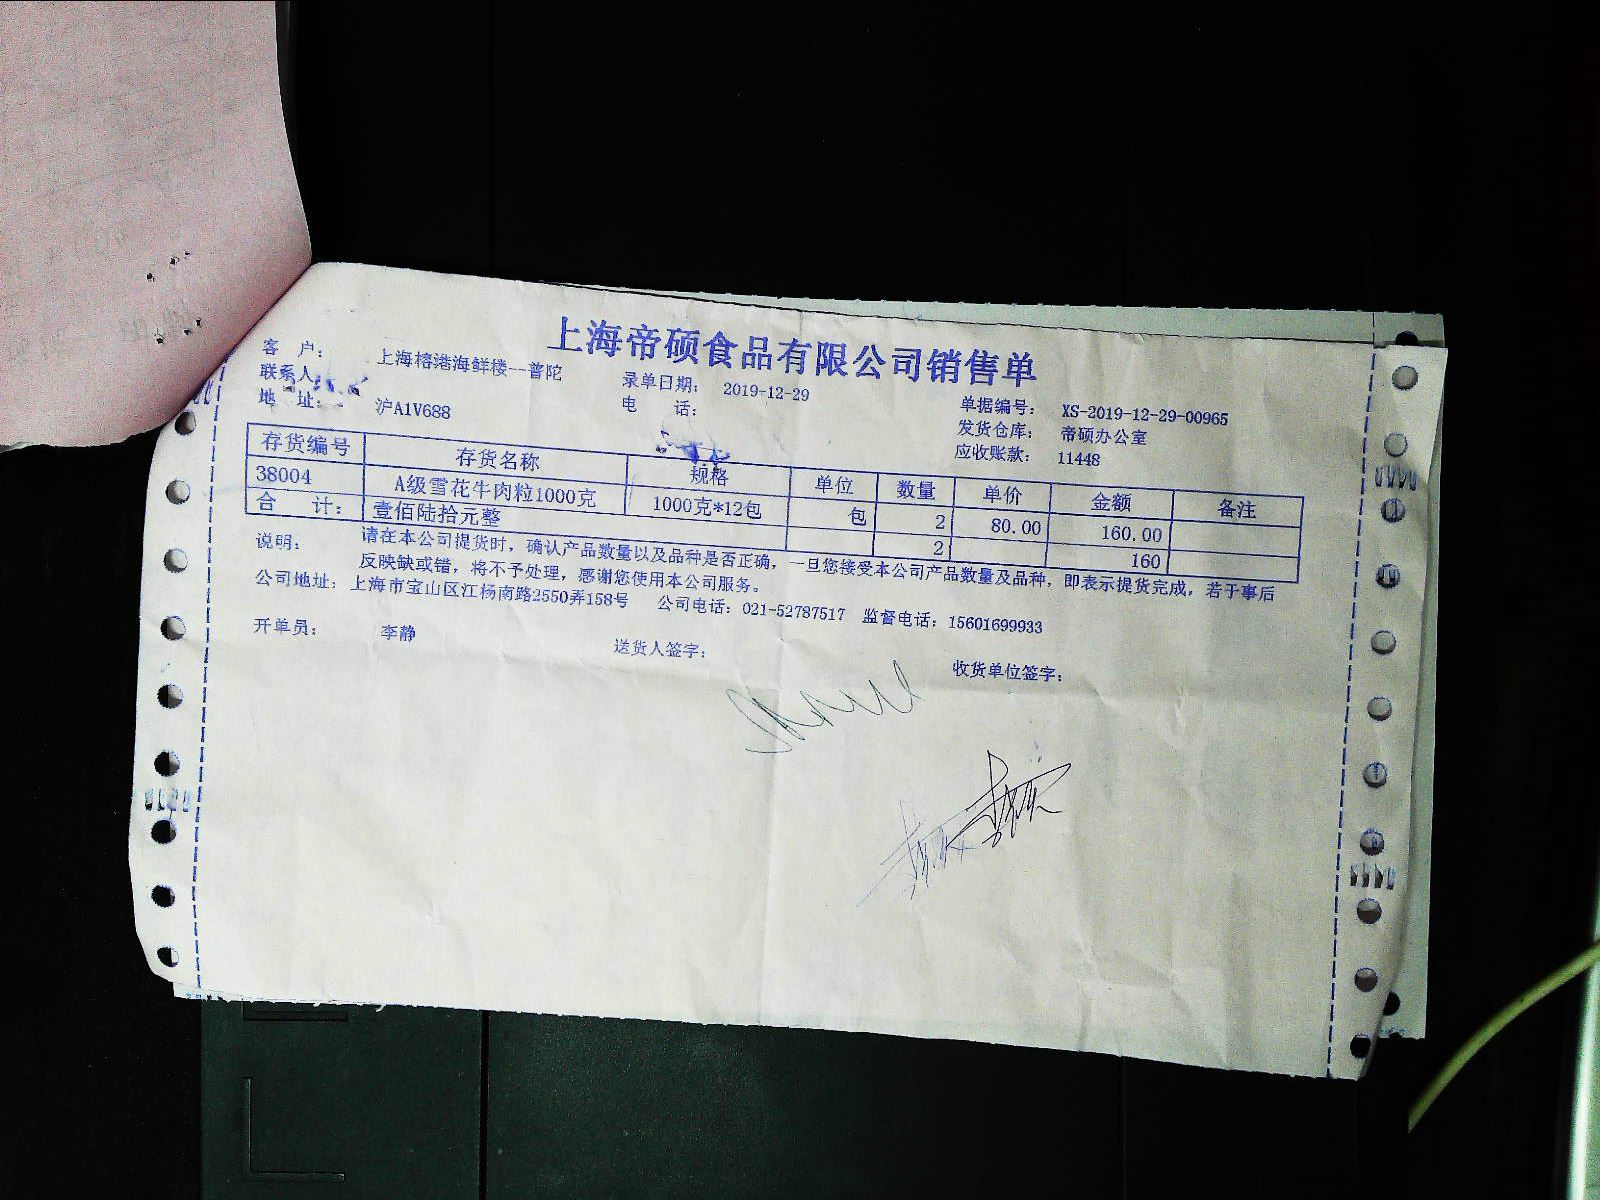 上海帝硕食品有限公司销售单
客 户： 上海榕港海鲜楼--普陀 录单日期： 2019-12-29 单据编号： XS-2019-12-29-00965
联系人 电 话： 发货仓库： 帝硕办公室
地 址： 沪A1V688 应收账款： 11448
存货编号 存货名称 规格 单位 数量 单价 金额 备注
38004 A级雪花牛肉粒1000克 1000克*12包 包 2 80.00 160.00
合 计： 壹佰陆拾元整 2 160
说明： 请在本公司提货时，确认产品数量以及品种是否正确，一旦您接受本公司产品数量及品种，即表示提货完成，若于事后
反映缺或错，将不予处理，感谢您使用本公司服务。
公司地址：上海市宝山区江杨南路2550弄158号 公司电话：021-52787517 监督电话：15601699933
开单员： 李静 送货人签字： 收货单位签字：